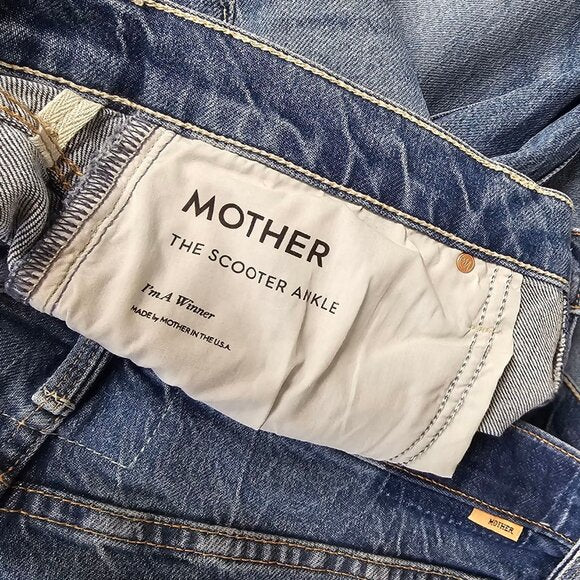 MOTHER
THE SCOOTER ANKLE
I'm A Winner
MADE by MOTHER IN THE U.S.A.
MOTHER